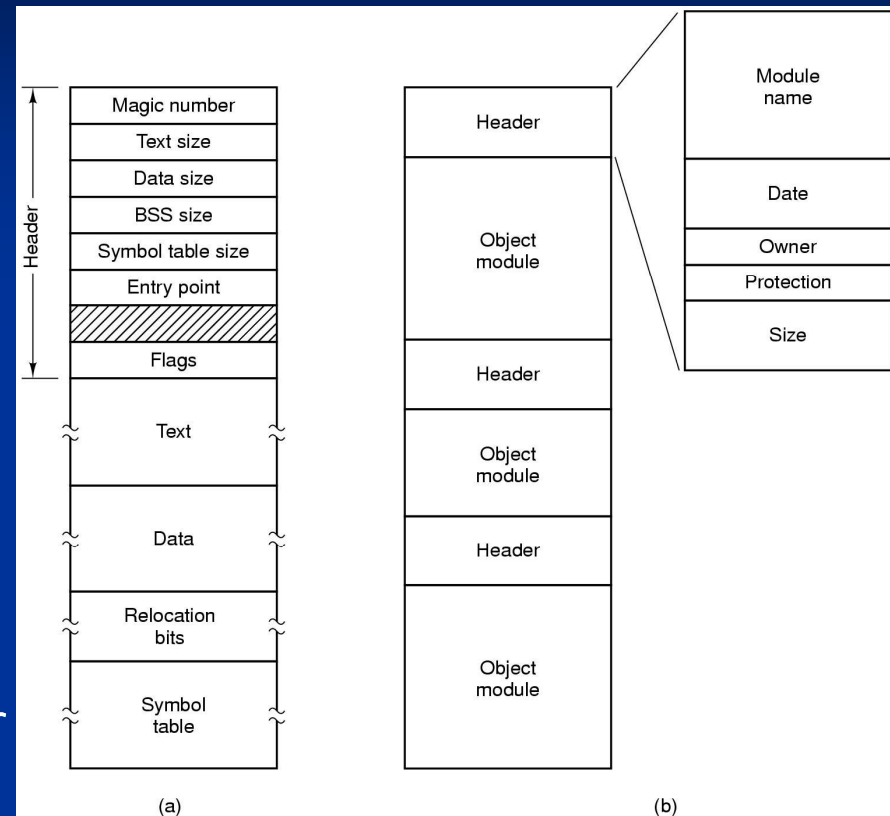 Header
Magic number
Text size
Data size
BSS size
Symbol table size
Entry point
Flags
Text
Data
Relocation
bits
Symbol
table
(a)
Header
Object
module
Header
Object
module
Header
Object
module
(b)
Module
name
Date
Owner
Protection
Size